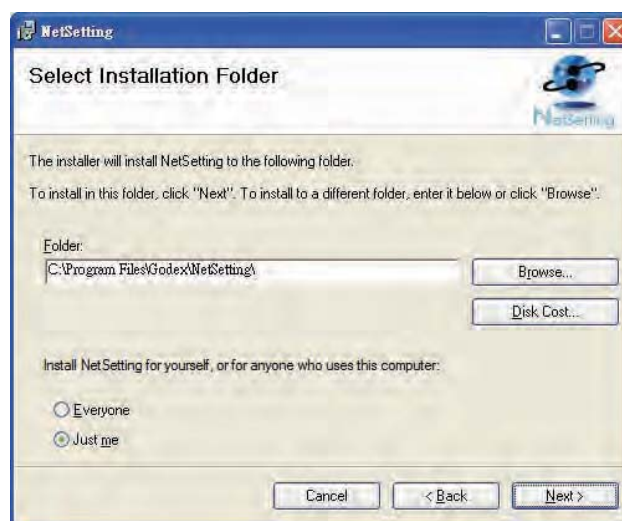 NetSetting
Select Installation Folder
NetSetting
The installer will install NetSetting to the following folder.
To install in this folder, click "Next". To install to a different folder, enter it below or click "Browse".
Folder:
C:\Program Files\Godex\NetSetting\
Browse...
Disk Cost...
Install NetSetting for yourself, or for anyone who uses this computer:
Everyone
Just me
Cancel
< Back
Next >